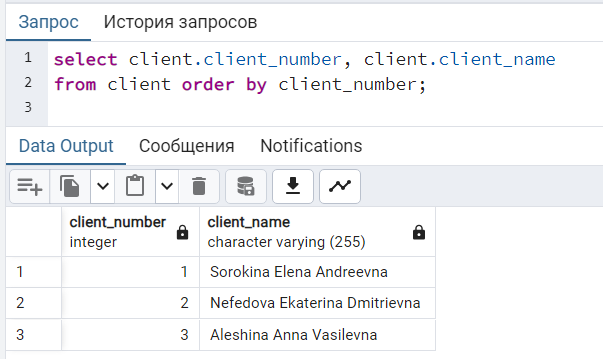 Запрос История запросов
1 select client.client_number, client.client_name
2 from client order by client_number;
3
Data Output Сообщения Notifications
client_number client_name
integer character varying (255)
1 1 Sorokina Elena Andreevna
2 2 Nefedova Ekaterina Dmitrievna
3 3 Aleshina Anna Vasilevna